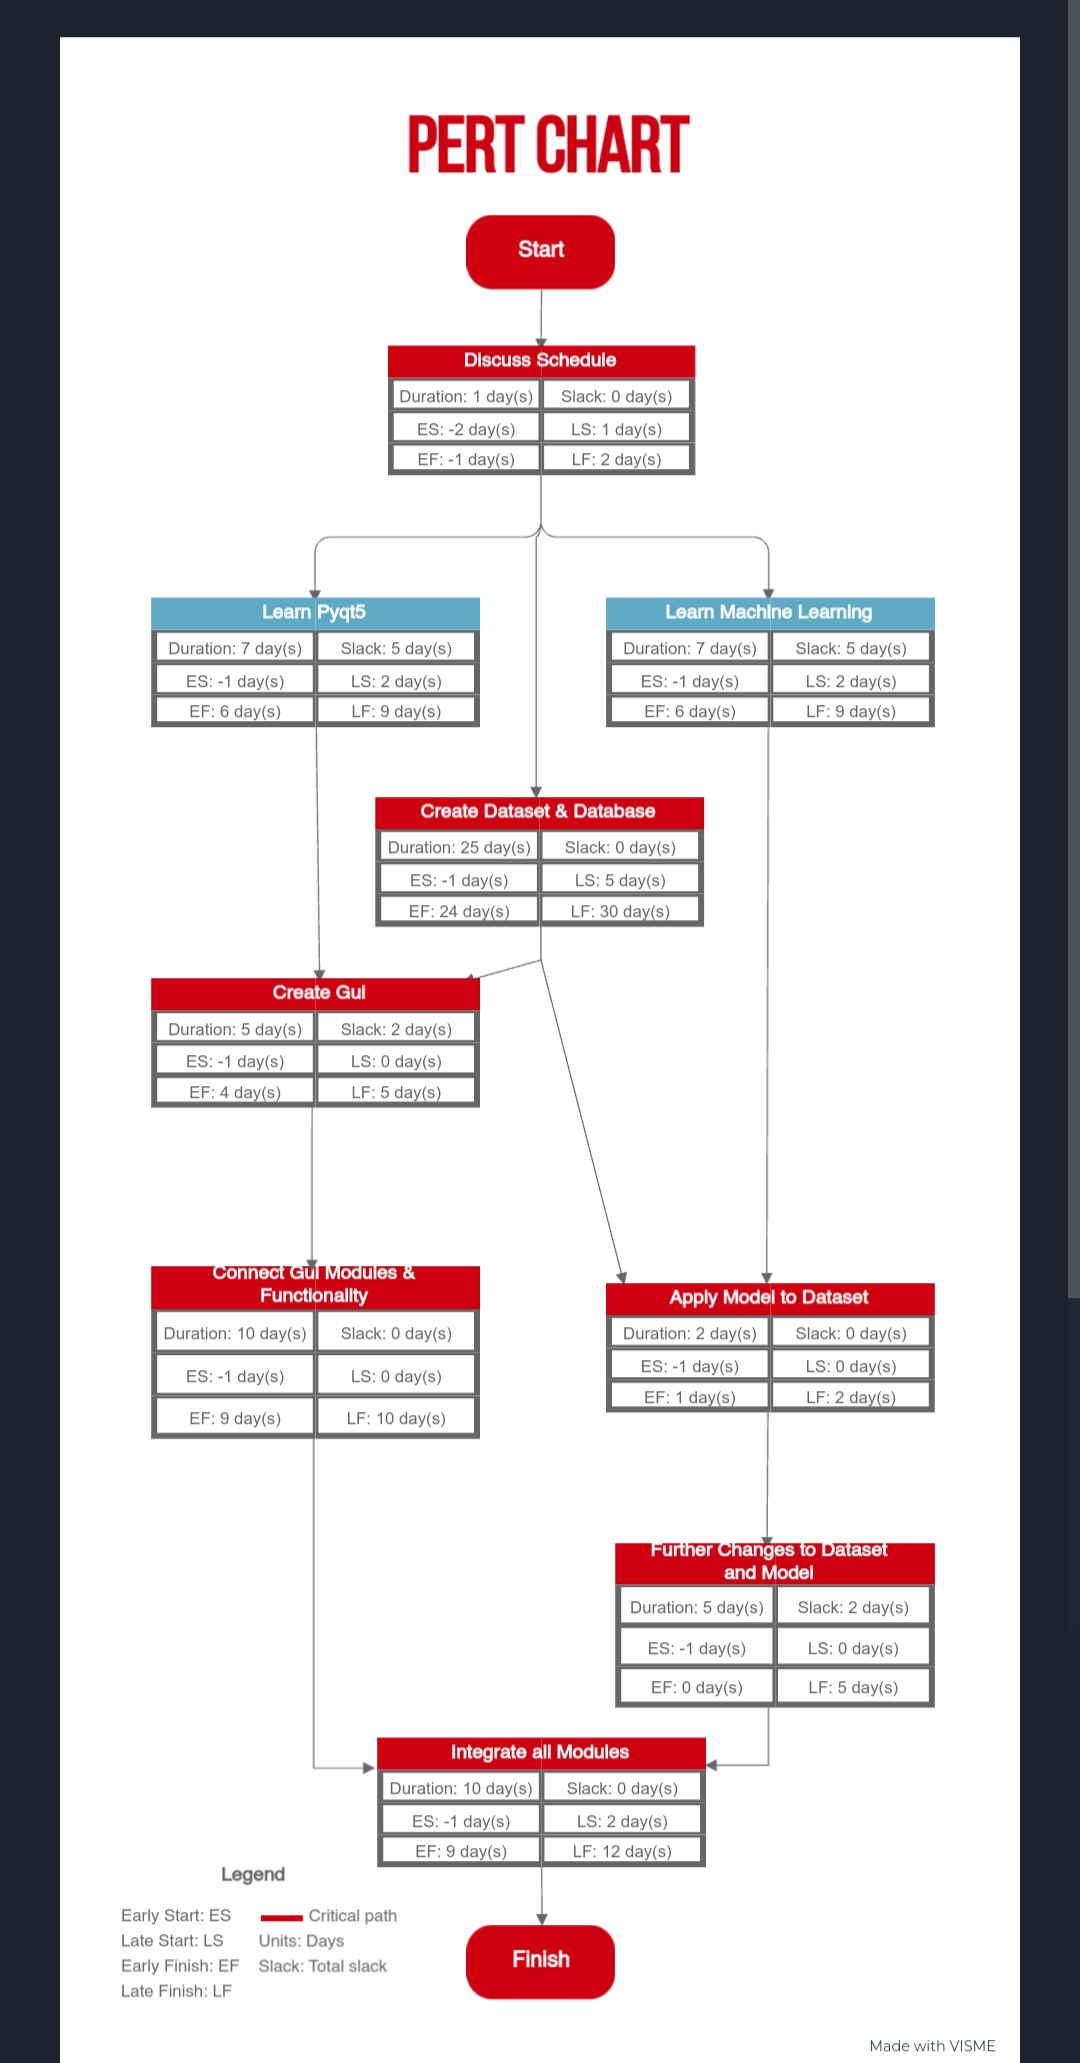 PERT CHART
Start
Discuss Schedule
Duration: 1 day(s) Slack: 0 day(s)
ES: -2 day(s) LS: 1 day(s)
EF: -1 day(s) LF: 2 day(s)
Learn Pyqt5
Duration: 7 day(s) Slack: 5 day(s)
ES: -1 day(s) LS: 2 day(s)
EF: 6 day(s) LF: 9 day(s)
Learn Machine Learning
Duration: 7 day(s) Slack: 5 day(s)
ES: -1 day(s) LS: 2 day(s)
EF: 6 day(s) LF: 9 day(s)
Create Dataset & Database
Duration: 25 day(s) Slack: 0 day(s)
ES: -1 day(s) LS: 5 day(s)
EF: 24 day(s) LF: 30 day(s)
Create GuI
Duration: 5 day(s) Slack: 2 day(s)
ES: -1 day(s) LS: 0 day(s)
EF: 4 day(s) LF: 5 day(s)
Connect GuI Modules &
Functionality
Duration: 10 day(s) Slack: 0 day(s)
ES: -1 day(s) LS: 0 day(s)
EF: 9 day(s) LF: 10 day(s)
Apply Model to Dataset
Duration: 2 day(s) Slack: 0 day(s)
ES: -1 day(s) LS: 0 day(s)
EF: 1 day(s) LF: 2 day(s)
Further Changes to Dataset
and Model
Duration: 5 day(s) Slack: 2 day(s)
ES: -1 day(s) LS: 0 day(s)
EF: 0 day(s) LF: 5 day(s)
Integrate all Modules
Duration: 10 day(s) Slack: 0 day(s)
ES: -1 day(s) LS: 2 day(s)
EF: 9 day(s) LF: 12 day(s)
Legend
Early Start: ES Critical path
Late Start: LS Units: Days
Early Finish: EF Slack: Total slack
Late Finish: LF
Finish
Made with VISME